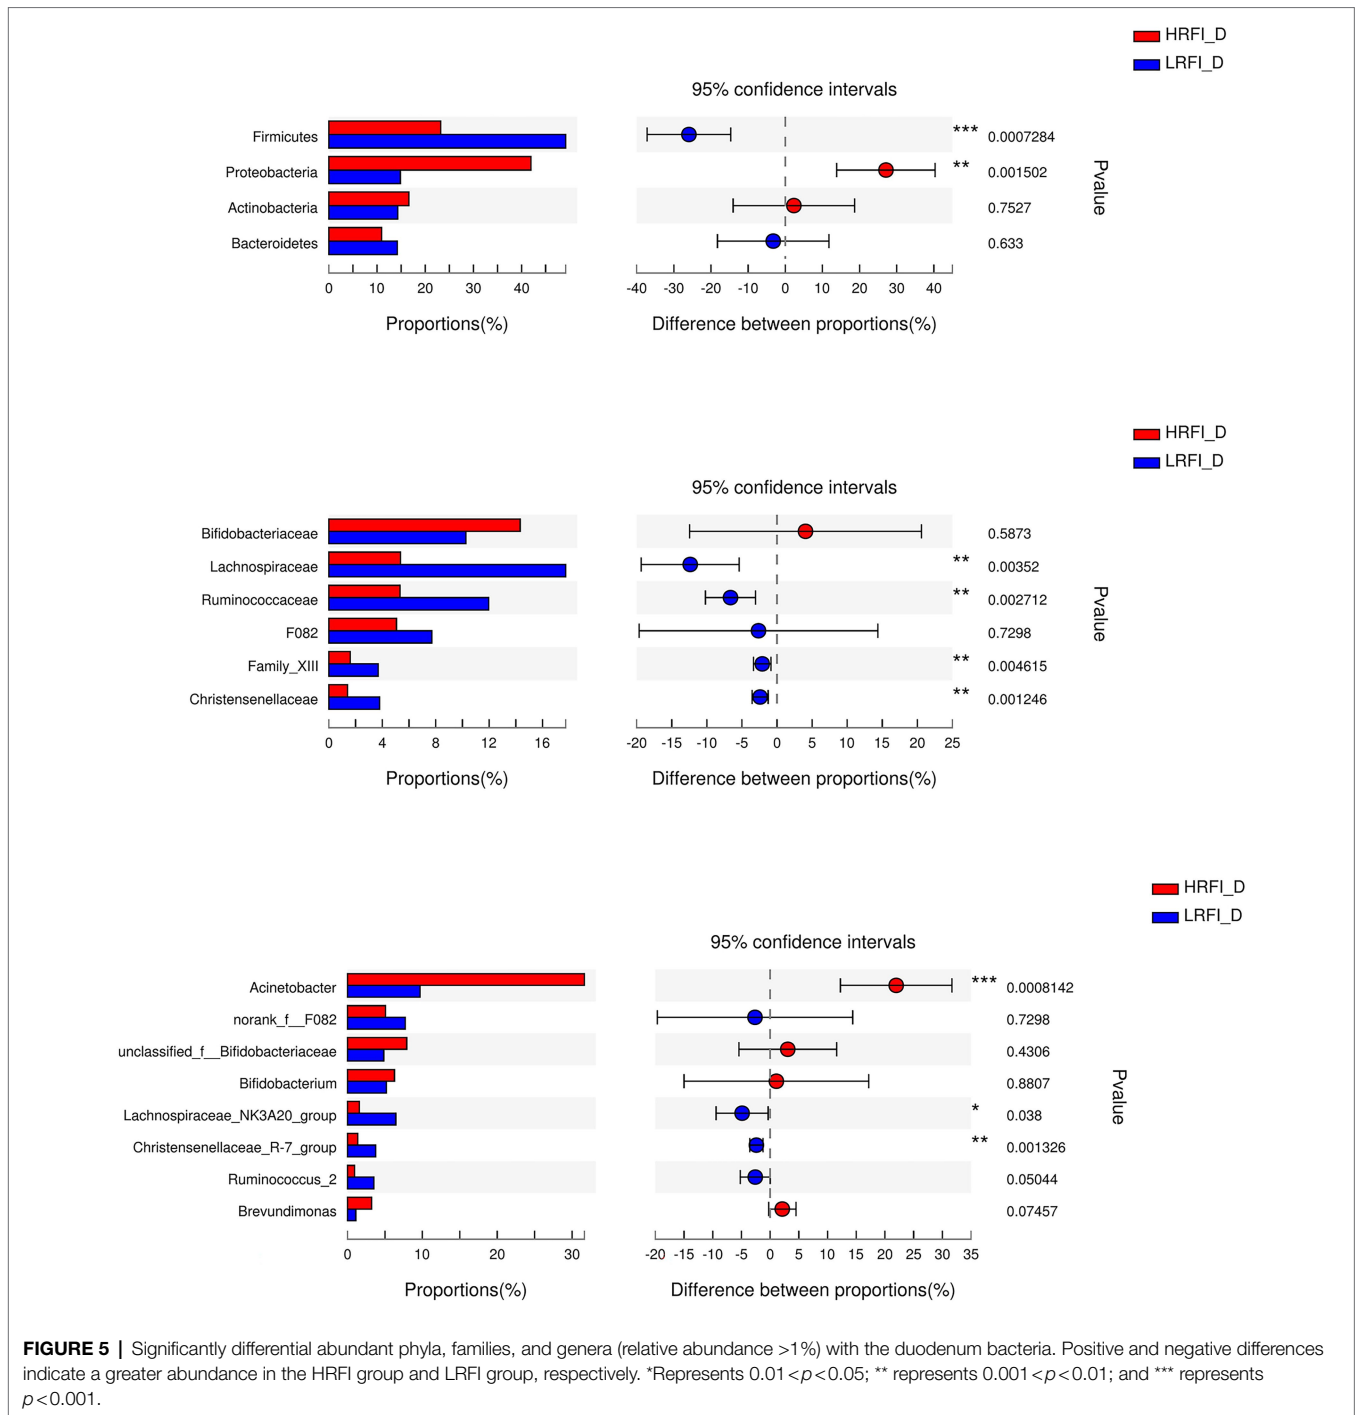 HRFI_D
LRFI_D
95% confidence intervals
Firmicutes
*** 0.0007284
Proteobacteria
** 0.001502
Actinobacteria
0.7527
Bacteroidetes
0.633
Pvalue
0 10 20 30 40
-40 -30 -20 -10 0 10 20 30 40
Proportions(%)
Difference between proportions(%)
HRFI_D
LRFI_D
95% confidence intervals
Bifidobacteriaceae
0.5873
Lachnospiraceae
** 0.00352
Ruminococcaceae
** 0.002712
F082
0.7298
Family_XIII
** 0.004615
Christensenellaceae
** 0.001246
Pvalue
0 4 8 12 16
-20 -15 -10 -5 0 5 10 15 20 25
Proportions(%)
Difference between proportions(%)
HRFI_D
LRFI_D
95% confidence intervals
Acinetobacter
*** 0.0008142
norank_f__F082
0.7298
unclassified_f__Bifidobacteriaceae
0.4306
Bifidobacterium
0.8807
Lachnospiraceae_NK3A20_group
* 0.038
Christensenellaceae_R-7_group
** 0.001326
Ruminococcus_2
0.05044
Brevundimonas
0.07457
Pvalue
0 10 20 30
-20 -15 -10 -5 0 5 10 15 20 25 30 35
Proportions(%)
Difference between proportions(%)
FIGURE 5 | Significantly differential abundant phyla, families, and genera (relative abundance >1%) with the duodenum bacteria. Positive and negative differences
indicate a greater abundance in the HRFI group and LRFI group, respectively. *Represents 0.01<p<0.05; ** represents 0.001<p<0.01; and *** represents
p<0.001.